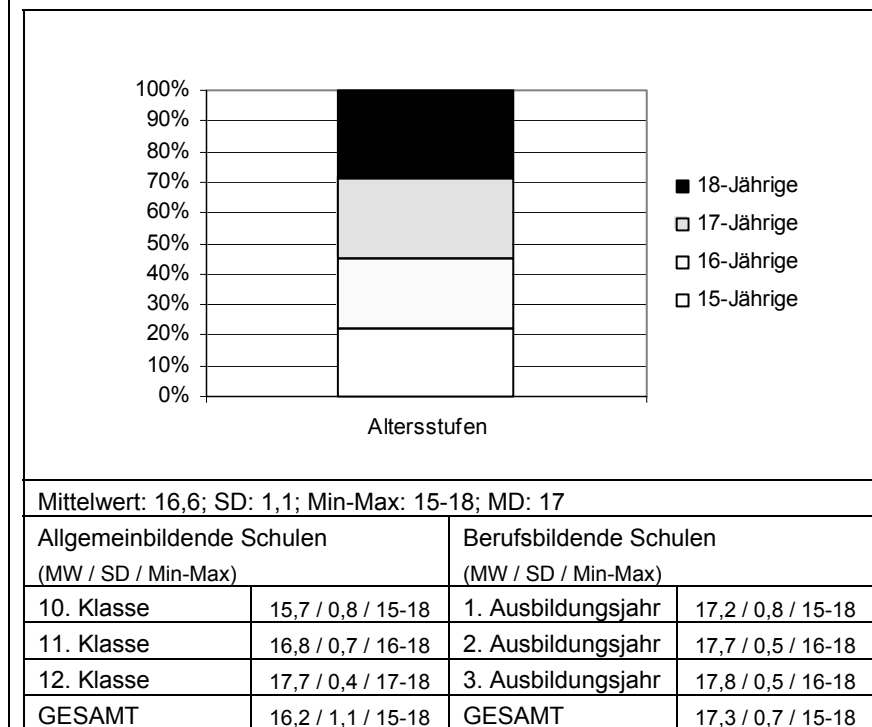 100%
90%
80%
70%
60%
50%
40%
30%
20%
10%
0%
Altersstufen
18-Jährige
17-Jährige
16-Jährige
15-Jährige
Mittelwert: 16,6; SD: 1,1; Min-Max: 15-18; MD: 17
Allgemeinbildende Schulen Berufsbildende Schulen
(MW / SD / Min-Max) (MW / SD / Min-Max)
10. Klasse 15,7 / 0,8 / 15-18 1. Ausbildungsjahr 17,2 / 0,8 / 15-18
11. Klasse 16,8 / 0,7 / 16-18 2. Ausbildungsjahr 17,7 / 0,5 / 16-18
12. Klasse 17,7 / 0,4 / 17-18 3. Ausbildungsjahr 17,8 / 0,5 / 16-18
GESAMT 16,2 / 1,1 / 15-18 GESAMT 17,3 / 0,7 / 15-18